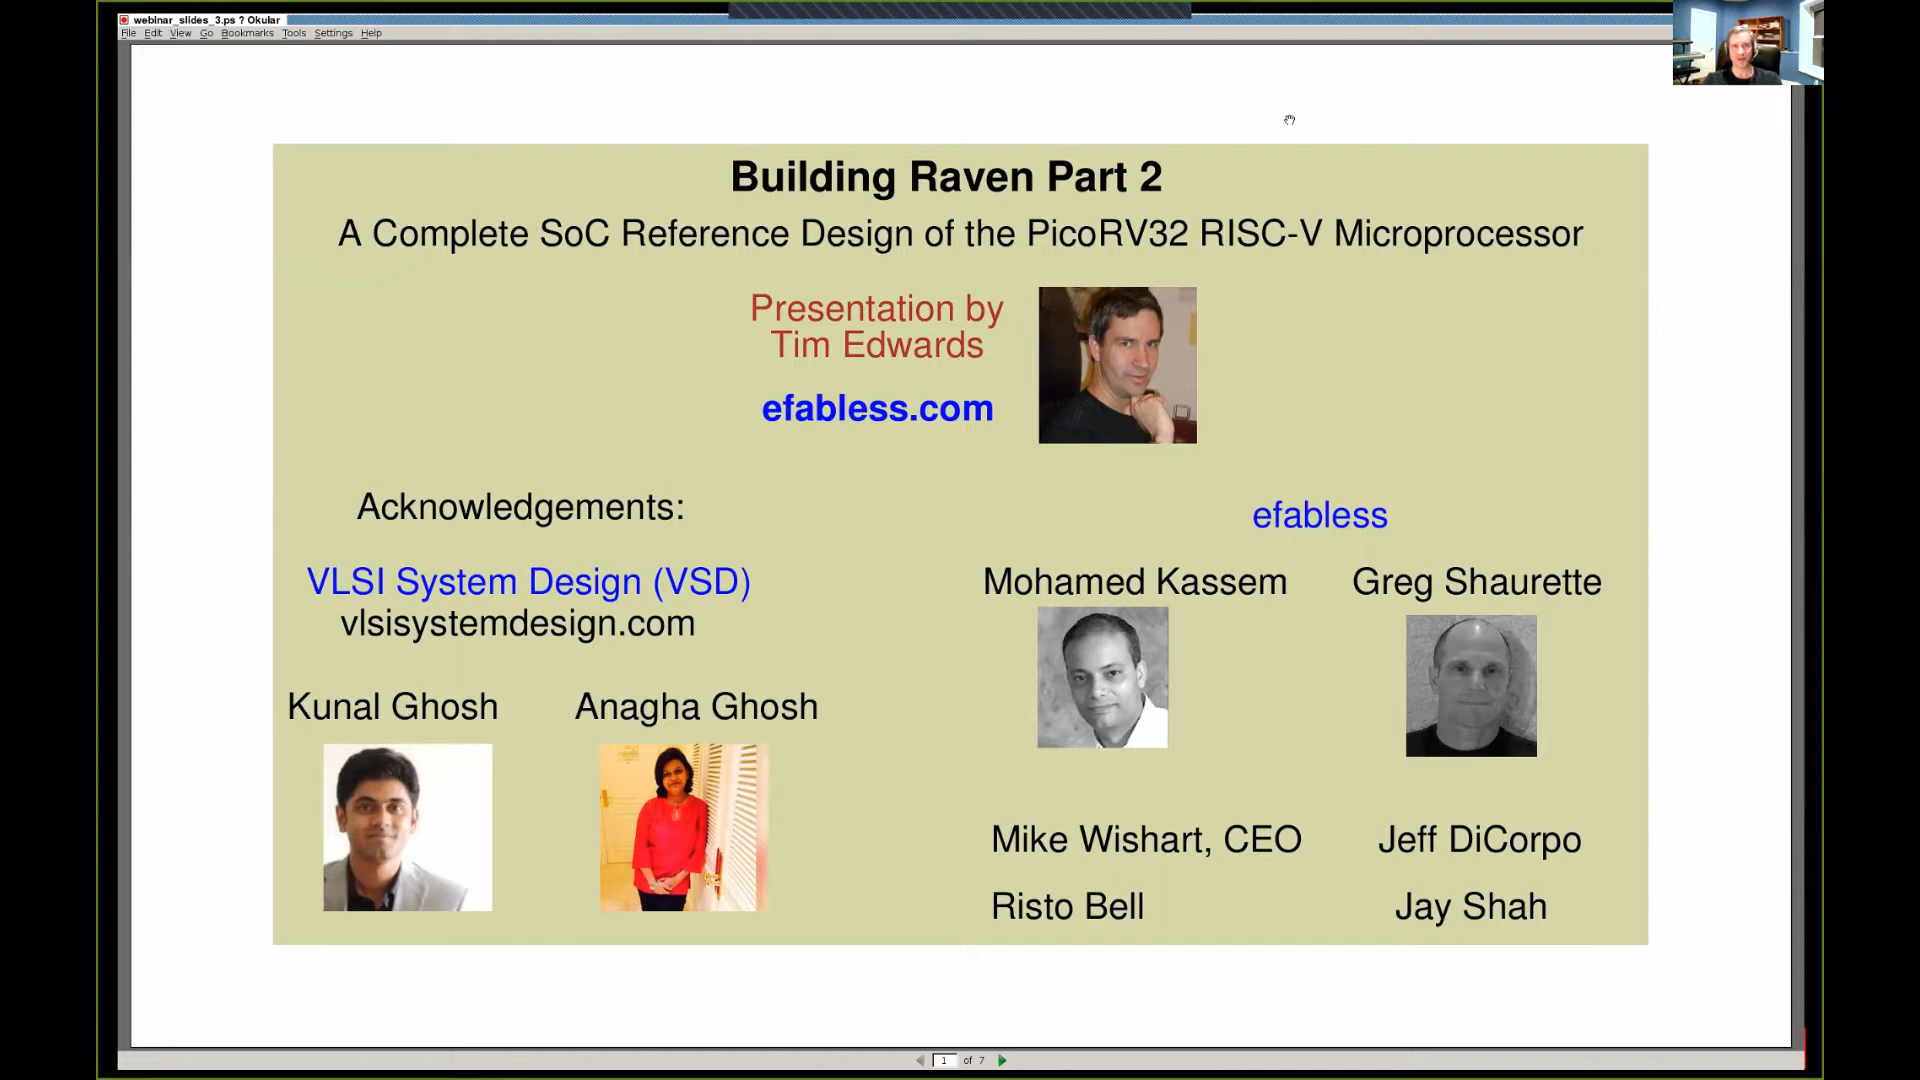 webinar_slides_3.ps ? Okular
File Edit View Go Bookmarks Tools Settings Help
Building Raven Part 2
A Complete SoC Reference Design of the PicoRV32 RISC-V Microprocessor
Presentation by
Tim Edwards
efabless.com
Acknowledgements:
efabless
VLSI System Design (VSD)
vlsisystemdesign.com
Mohamed Kassem
Greg Shaurette
Kunal Ghosh
Anagha Ghosh
Mike Wishart, CEO
Jeff DiCorpo
Risto Bell
Jay Shah
1 of 7